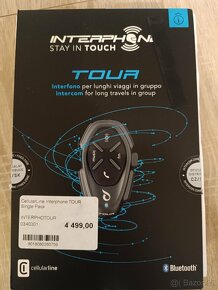 INTERPHONE
STAY IN TOUCH
TOUR
Interfono per lunghi viaggi in gruppo
Intercom for long travels in group
Cellularline Interphone TOUR
Single Pack
INTERPHOTOUR
0340301
4 499,00
cellularline
Bluetooth